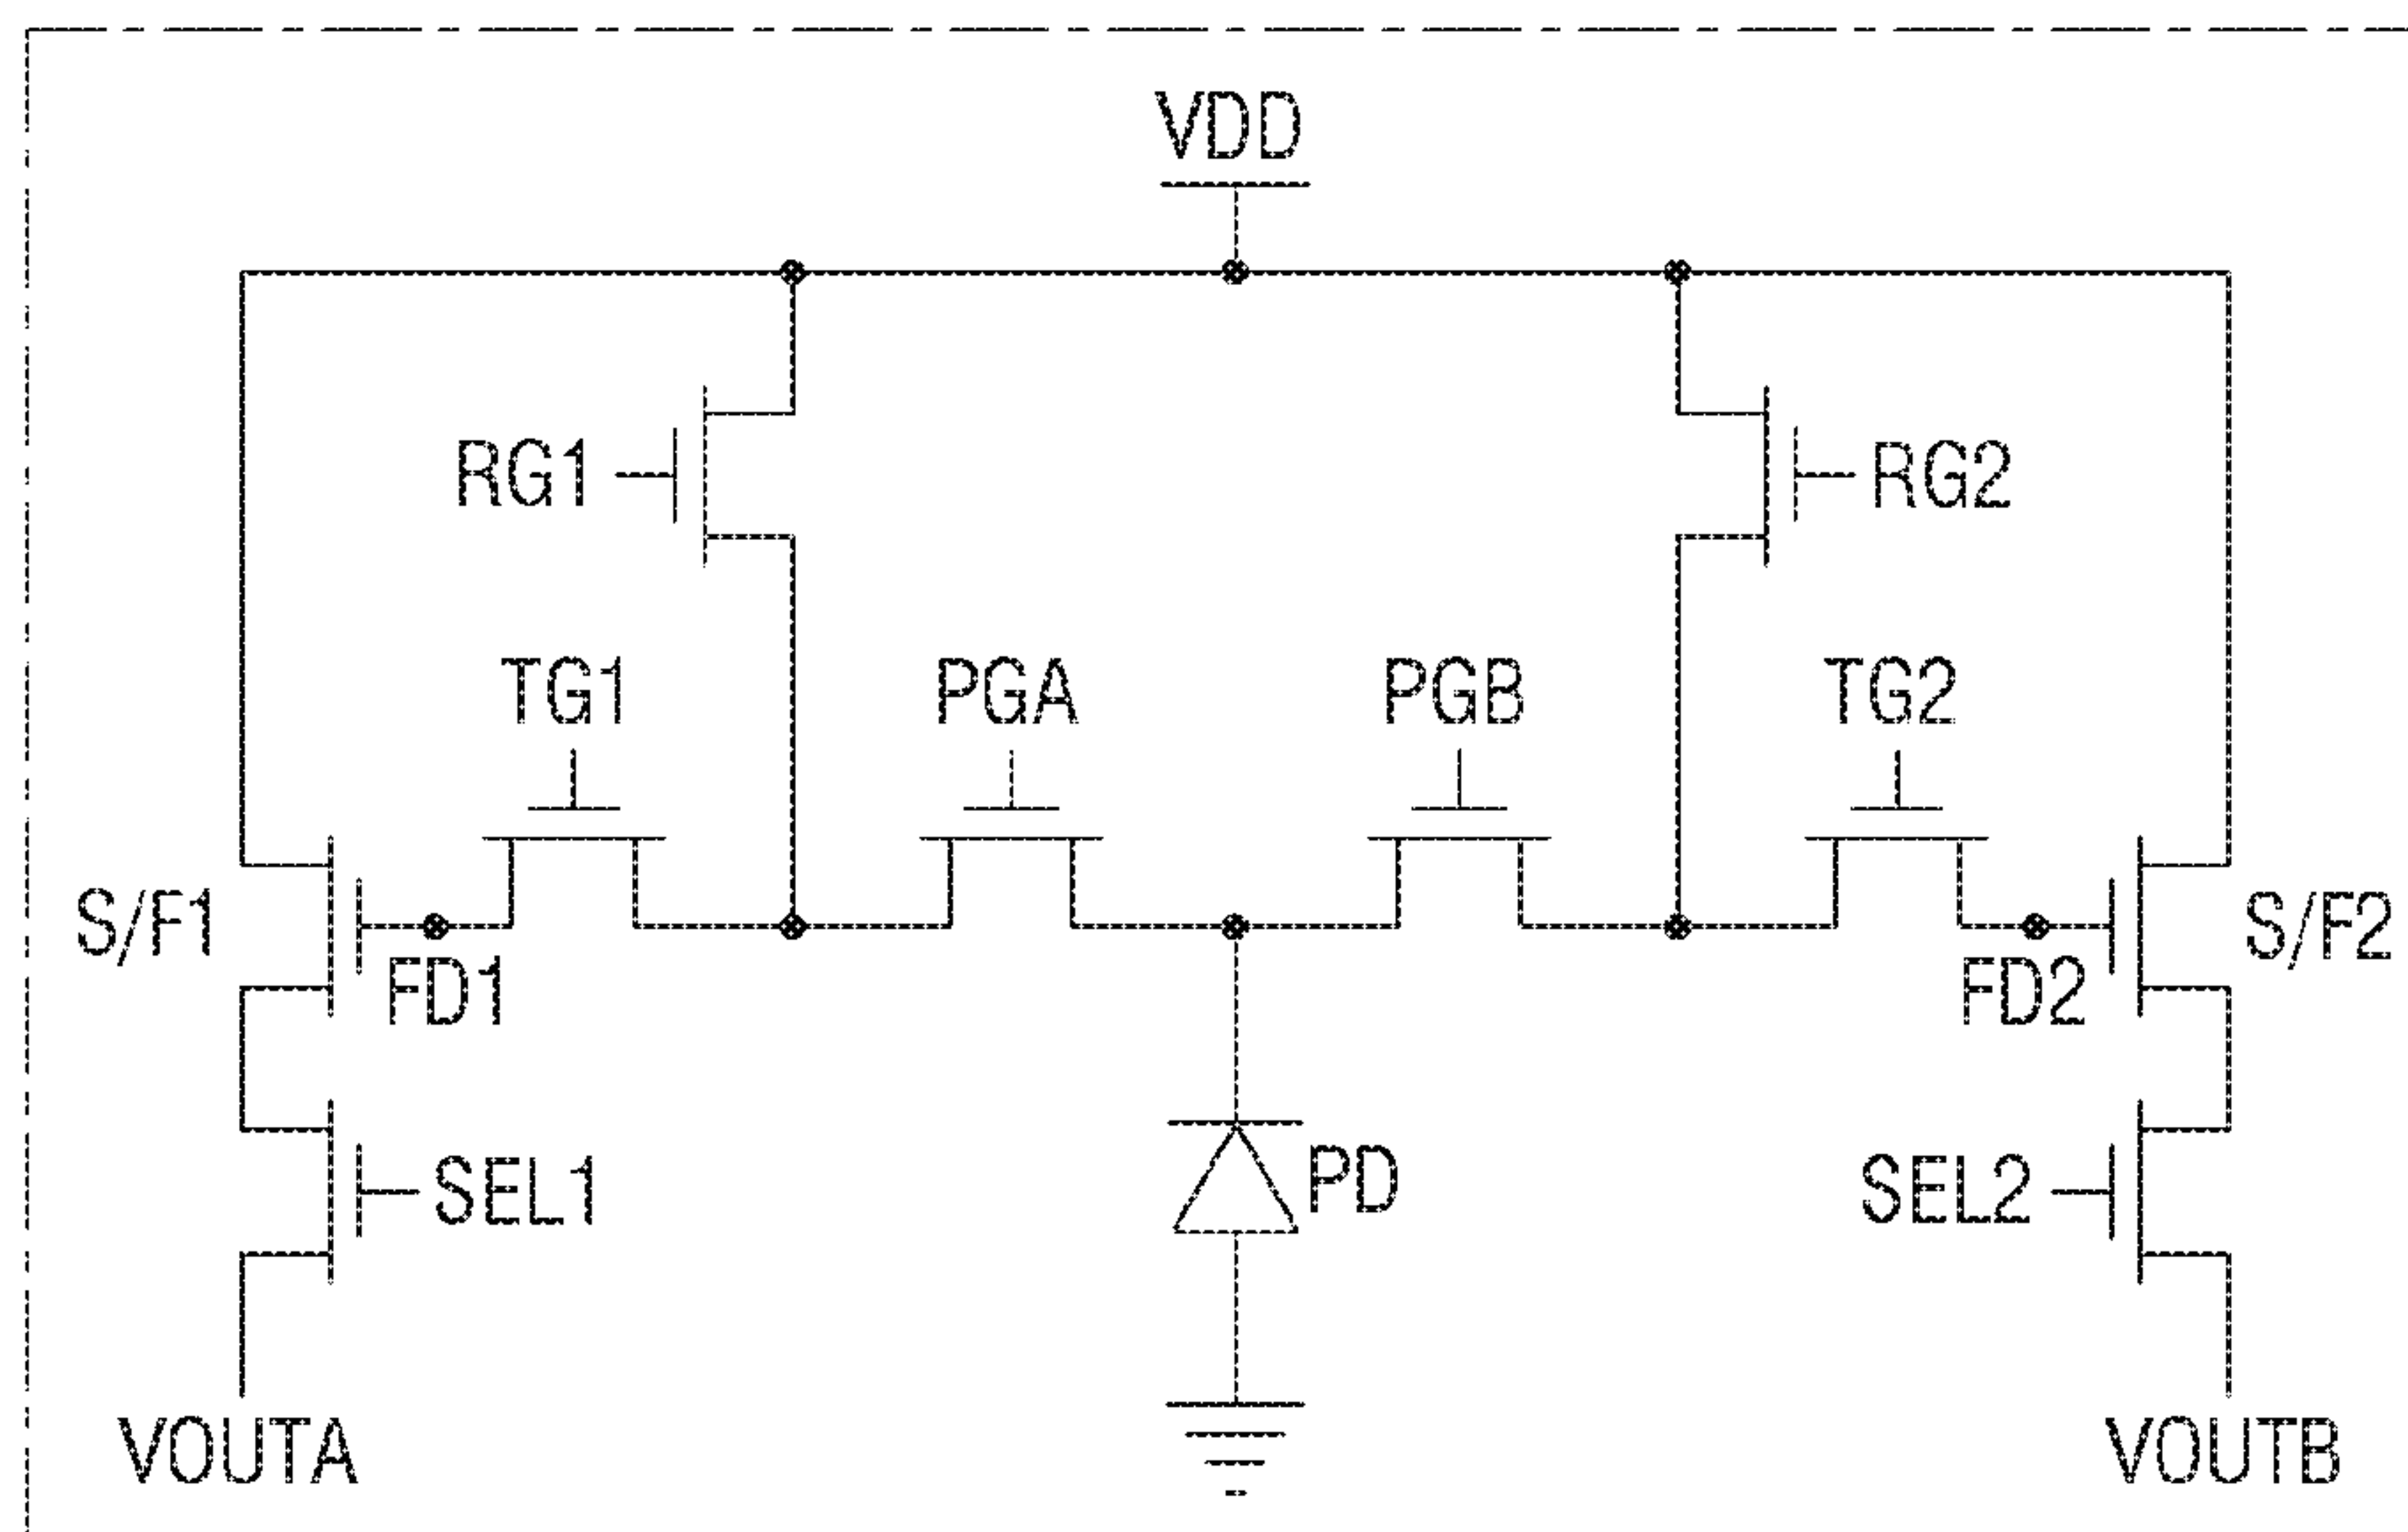 VDD
RG1
RG2
TG1
PGA
PGB
TG2
S/F1
FD1
FD2
S/F2
SEL1
PD
SEL2
VOUTA
VOUTB